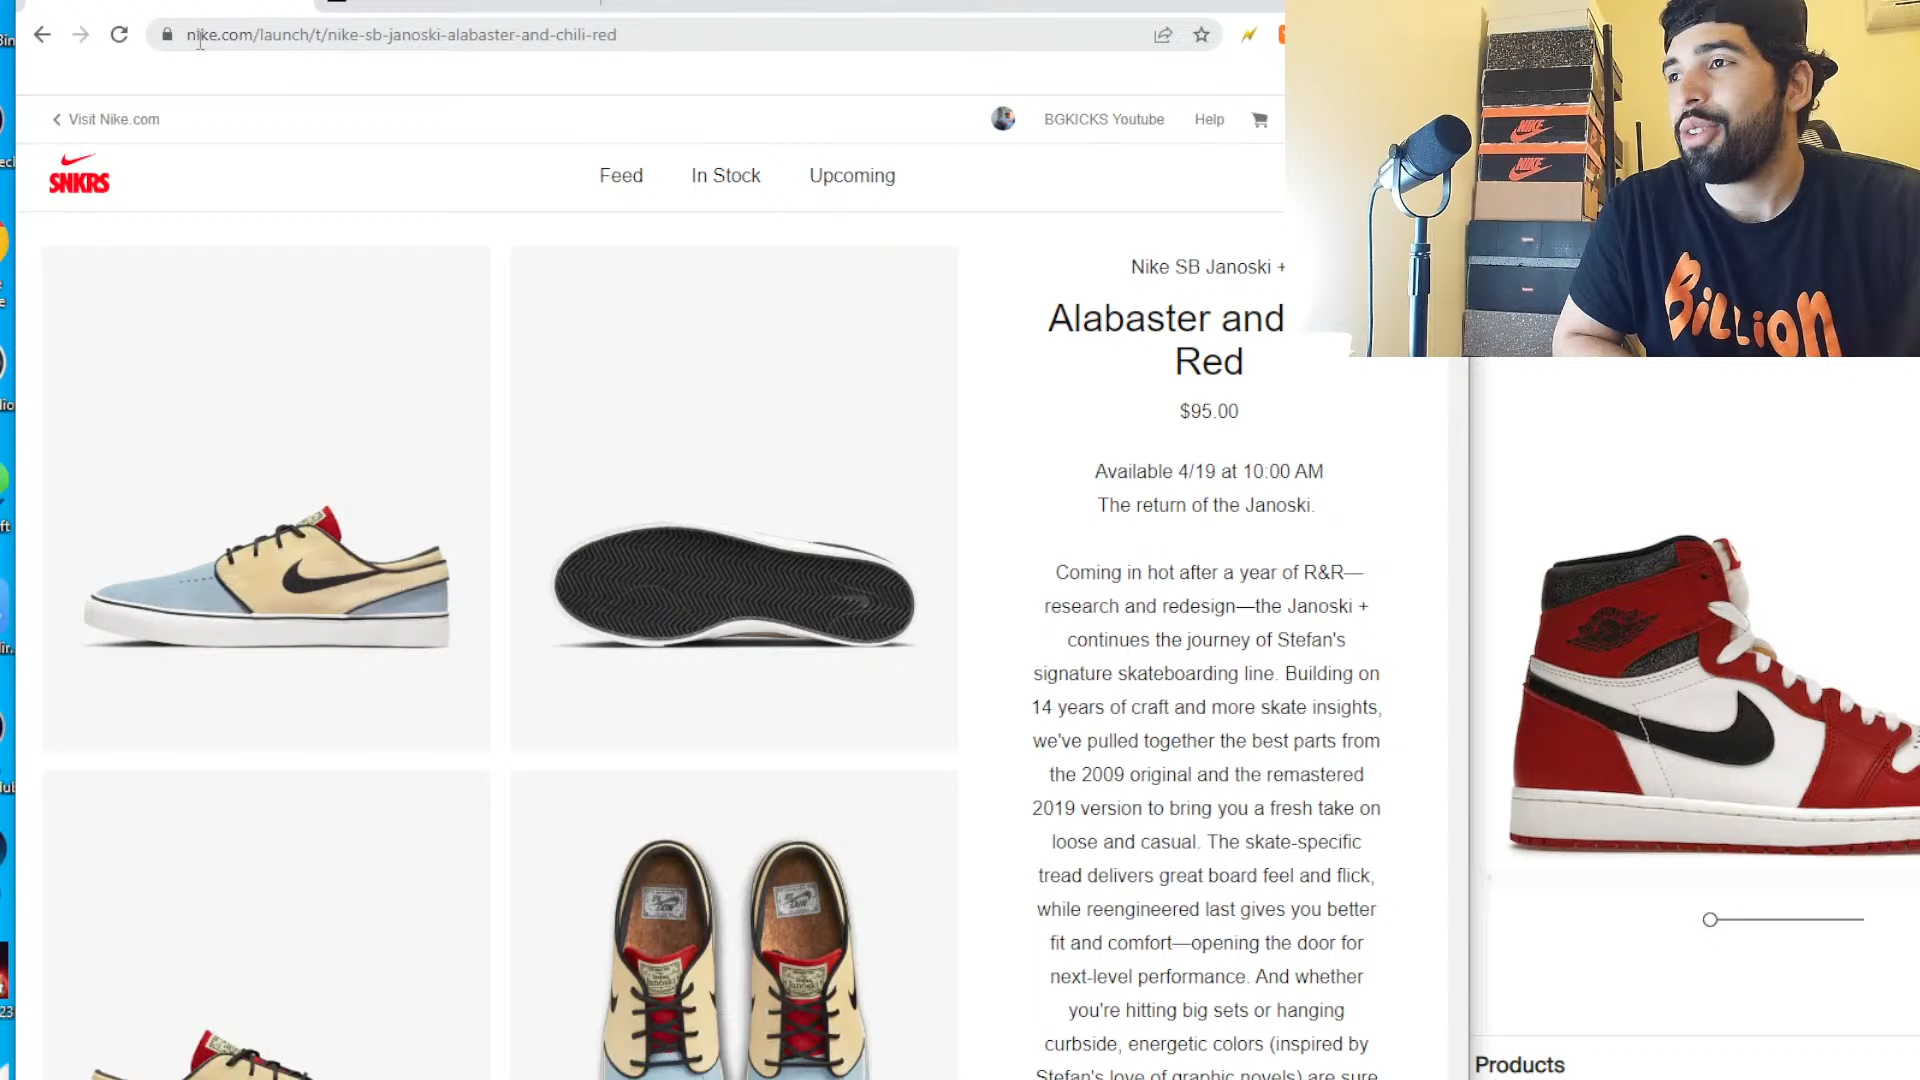 nike.com/launch/t/nike-sb-janoski-alabaster-and-chili-red
Visit Nike.com
BGKICKS Youtube
Help
SNKRS
Feed
In Stock
Upcoming
Nike SB Janoski +
Alabaster and
Red
$95.00
Available 4/19 at 10:00 AM
The return of the Janoski.
Coming in hot after a year of R&R—
research and redesign—the Janoski +
continues the journey of Stefan's
signature skateboarding line. Building on
14 years of craft and more skate insights,
we've pulled together the best parts from
the 2009 original and the remastered
2019 version to bring you a fresh take on
loose and casual. The skate-specific
tread delivers great board feel and flick,
while reengineered last gives you better
fit and comfort—opening the door for
next-level performance. And whether
you're hitting big sets or hanging
curbside, energetic colors (inspired by
Stefan's love of graphic novels) are sure
NIKE
NIKE
BiLLion
Products